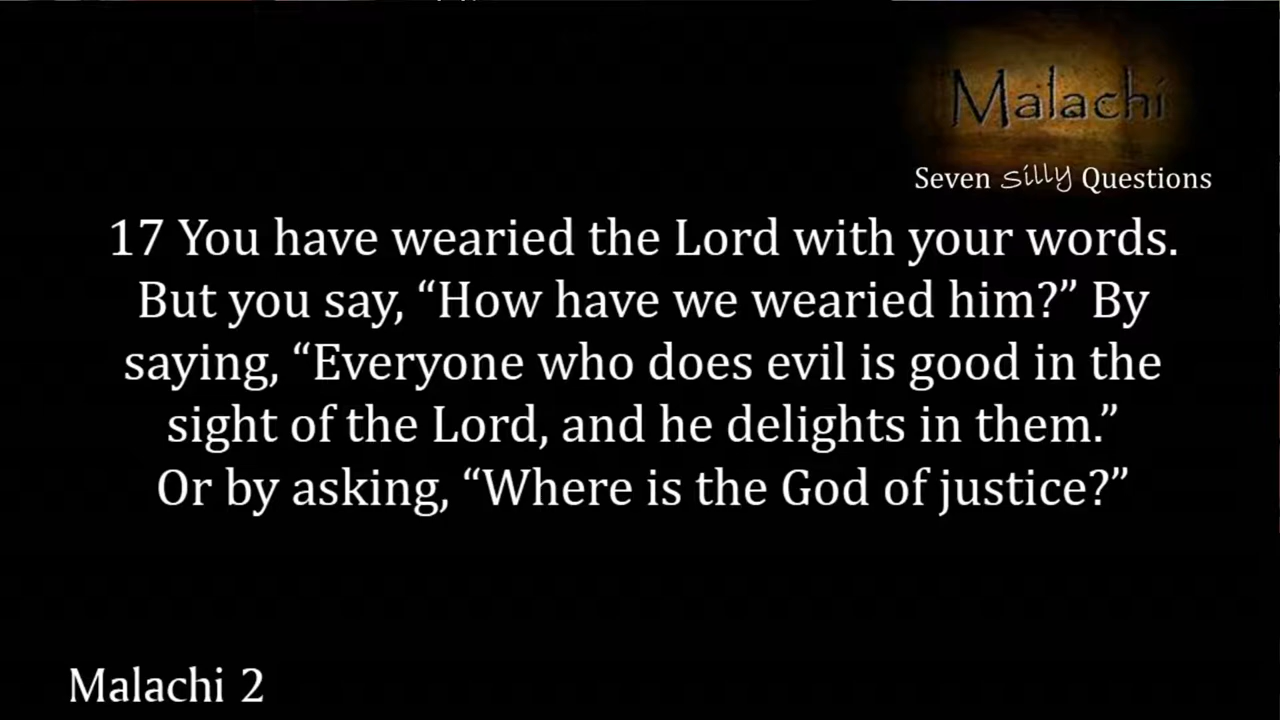 Malachi
Seven silly Questions
17 You have wearied the Lord with your words.
But you say, “How have we wearied him?” By
saying, “Everyone who does evil is good in the
sight of the Lord, and he delights in them.”
Or by asking, “Where is the God of justice?”
Malachi 2